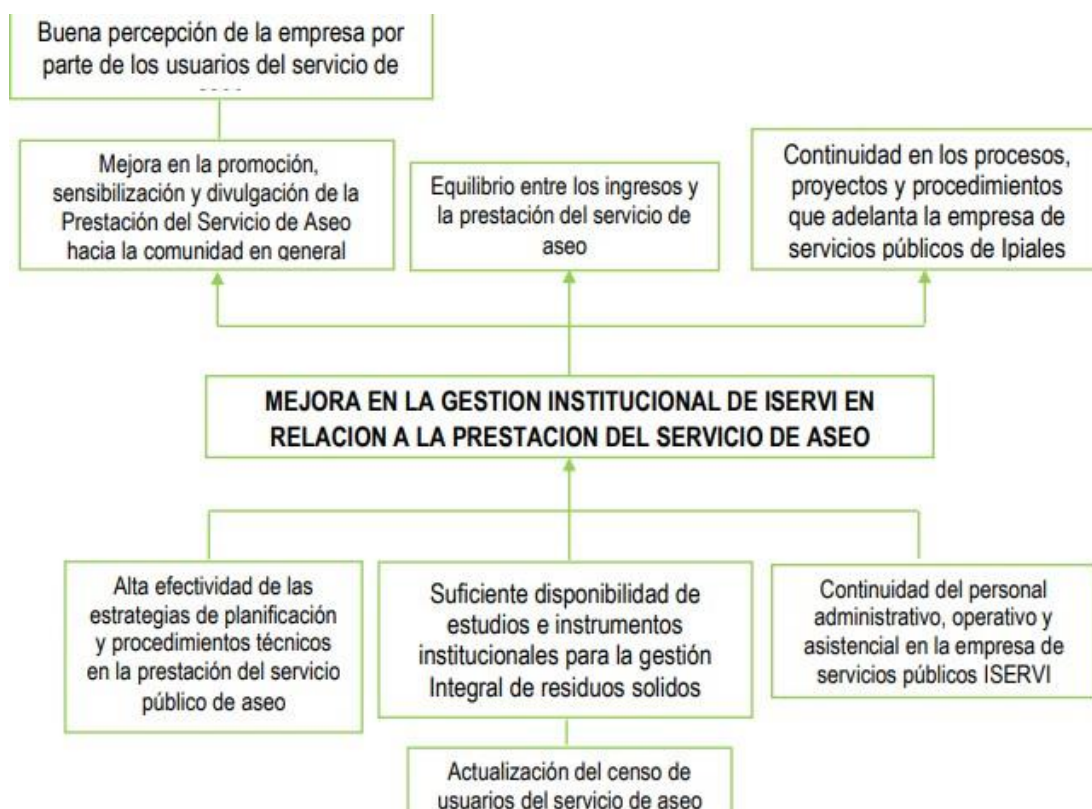 Buena percepción de la empresa por
parte de los usuarios del servicio de
Mejora en la promoción,
sensibilización y divulgación de la
Prestación del Servicio de Aseo
hacia la comunidad en general
Equilibrio entre los ingresos y
la prestación del servicio de
aseo
Continuidad en los procesos,
proyectos y procedimientos
que adelanta la empresa de
servicios públicos de Ipiales
MEJORA EN LA GESTION INSTITUCIONAL DE ISERVI EN
RELACION A LA PRESTACION DEL SERVICIO DE ASEO
Alta efectividad de las
estrategias de planificación
y procedimientos técnicos
en la prestación del servicio
público de aseo
Suficiente disponibilidad de
estudios e instrumentos
institucionales para la gestión
Integral de residuos solidos
Continuidad del personal
administrativo, operativo y
asistencial en la empresa de
servicios públicos ISERVI
Actualización del censo de
usuarios del servicio de aseo